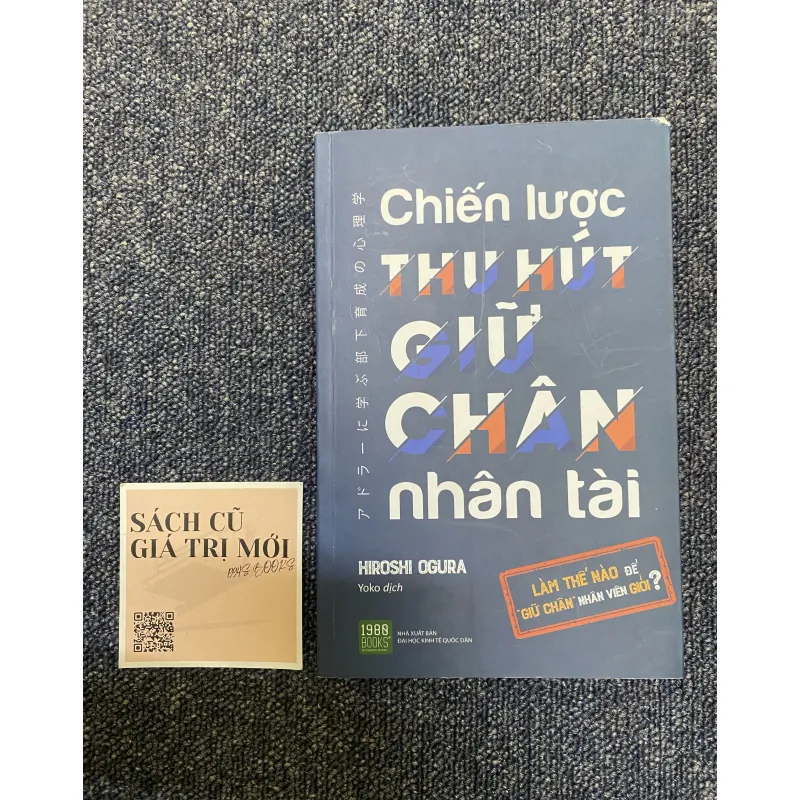 Chiến lược
THU HÚT
GIỮ
CHÂN
nhân tài
アドラーに学ぶ部下育成の心理学
HIROSHI OGURA
Yoko dịch
LÀM THẾ NÀO ĐỂ
"GIỮ CHÂN" NHÂN VIÊN GIỎI?
1980
BOOKS
NHÀ XUẤT BẢN
ĐẠI HỌC KINH TẾ QUỐC DÂN
SÁCH CŨ
GIÁ TRỊ MỚI
DGHS BOOKS